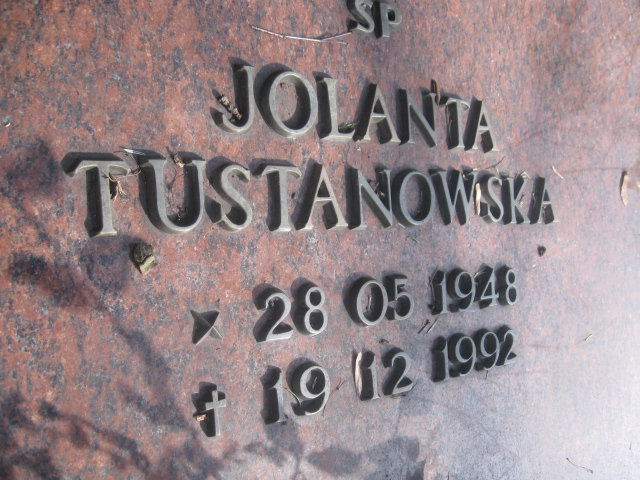 SP
JOLANTA
TUSTANOWSKA
28 05 1948
19 12 1992